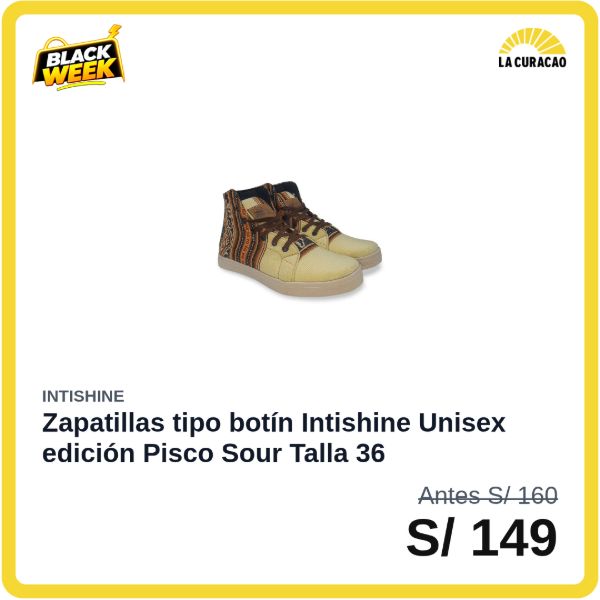 BLACK
WEEK
LA CURACAO
INTISHINE
Zapatillas tipo botín Intishine Unisex
edición Pisco Sour Talla 36
Antes S/ 160
S/ 149